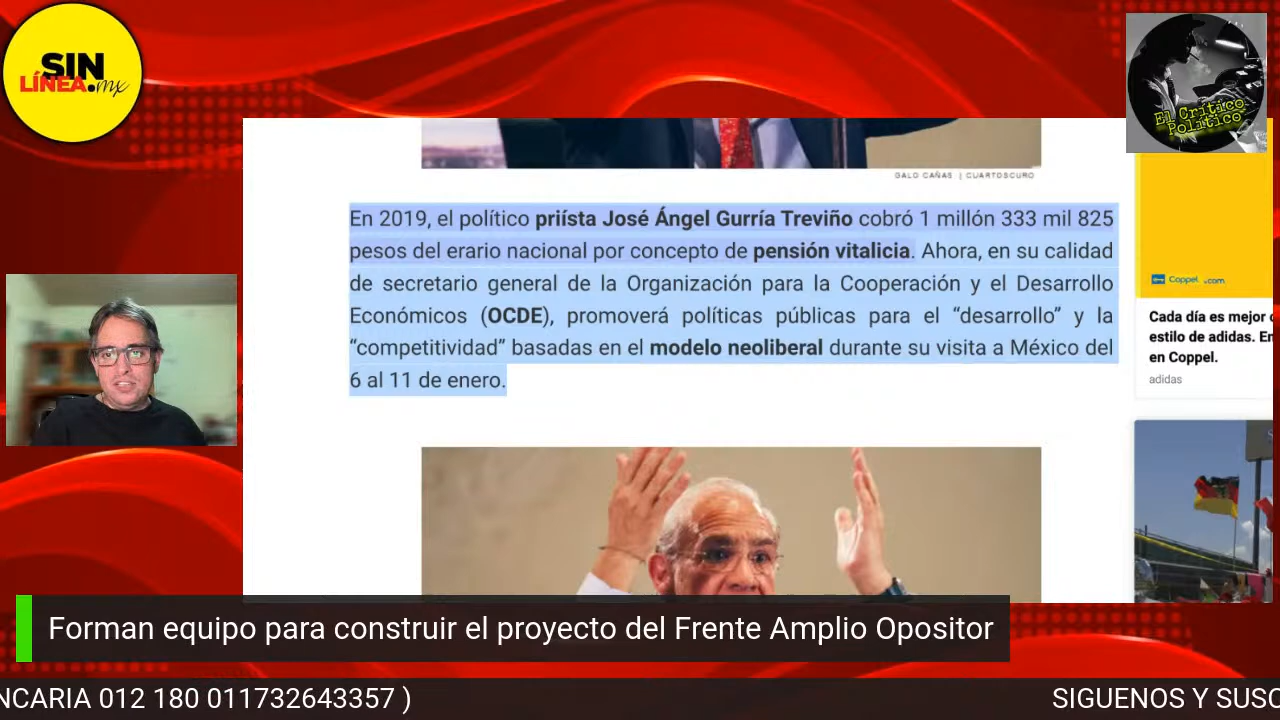 SIN
LÍNEA.mx
El Crítico
Político
GALO CAÑAS | CUARTOSCURO
En 2019, el político priísta José Ángel Gurría Treviño cobró 1 millón 333 mil 825
pesos del erario nacional por concepto de pensión vitalicia. Ahora, en su calidad
de secretario general de la Organización para la Cooperación y el Desarrollo
Económicos (OCDE), promoverá políticas públicas para el “desarrollo” y la
“competitividad” basadas en el modelo neoliberal durante su visita a México del
6 al 11 de enero.
Coppel.com
Cada día es mejor
estilo de adidas. En
en Coppel.
adidas
Forman equipo para construir el proyecto del Frente Amplio Opositor
NCARIA 012 180 011732643357 )
SIGUENOS Y SUSC